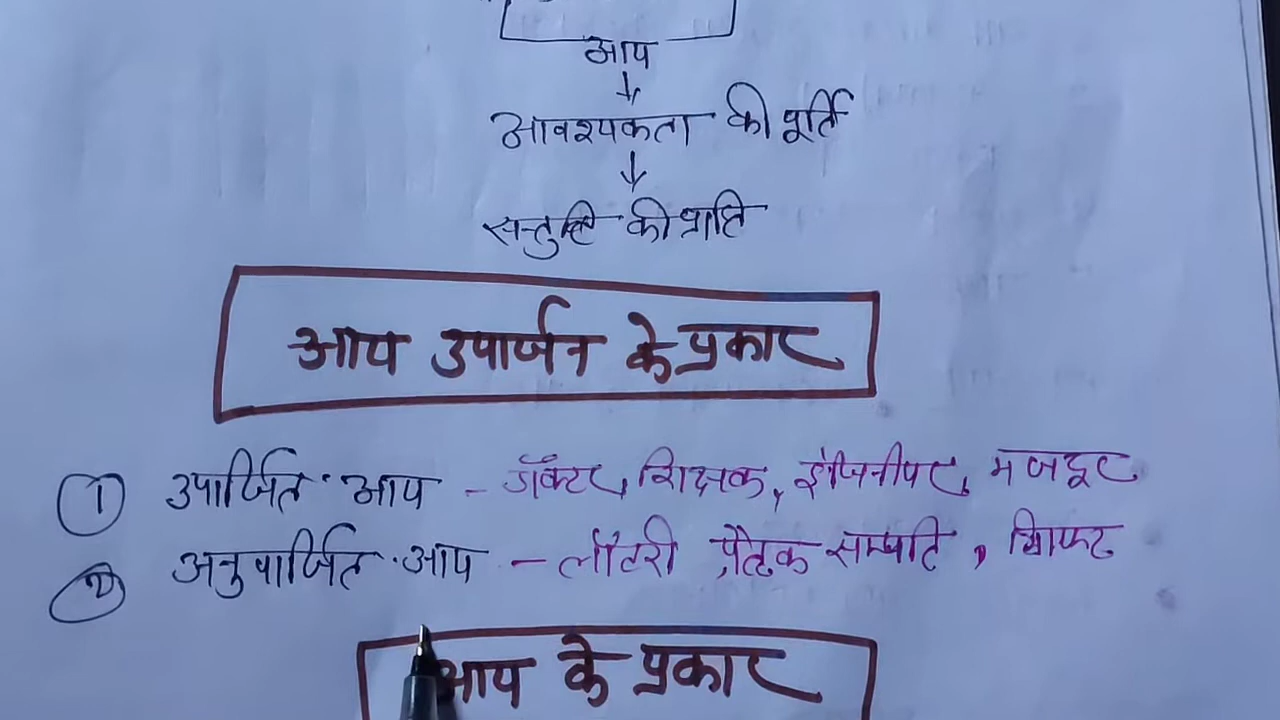 आय
आवश्यकता की पूर्ति
सन्तुष्टि की प्राप्ति
आय उपार्जन के प्रकार
1 उपार्जित आय - डॉक्टर, शिक्षक, इंजिनीयर, मजदूर
2 अनुपार्जित आय - लॉटरी पैतृक सम्पति, गिफ्ट
आय के प्रकार